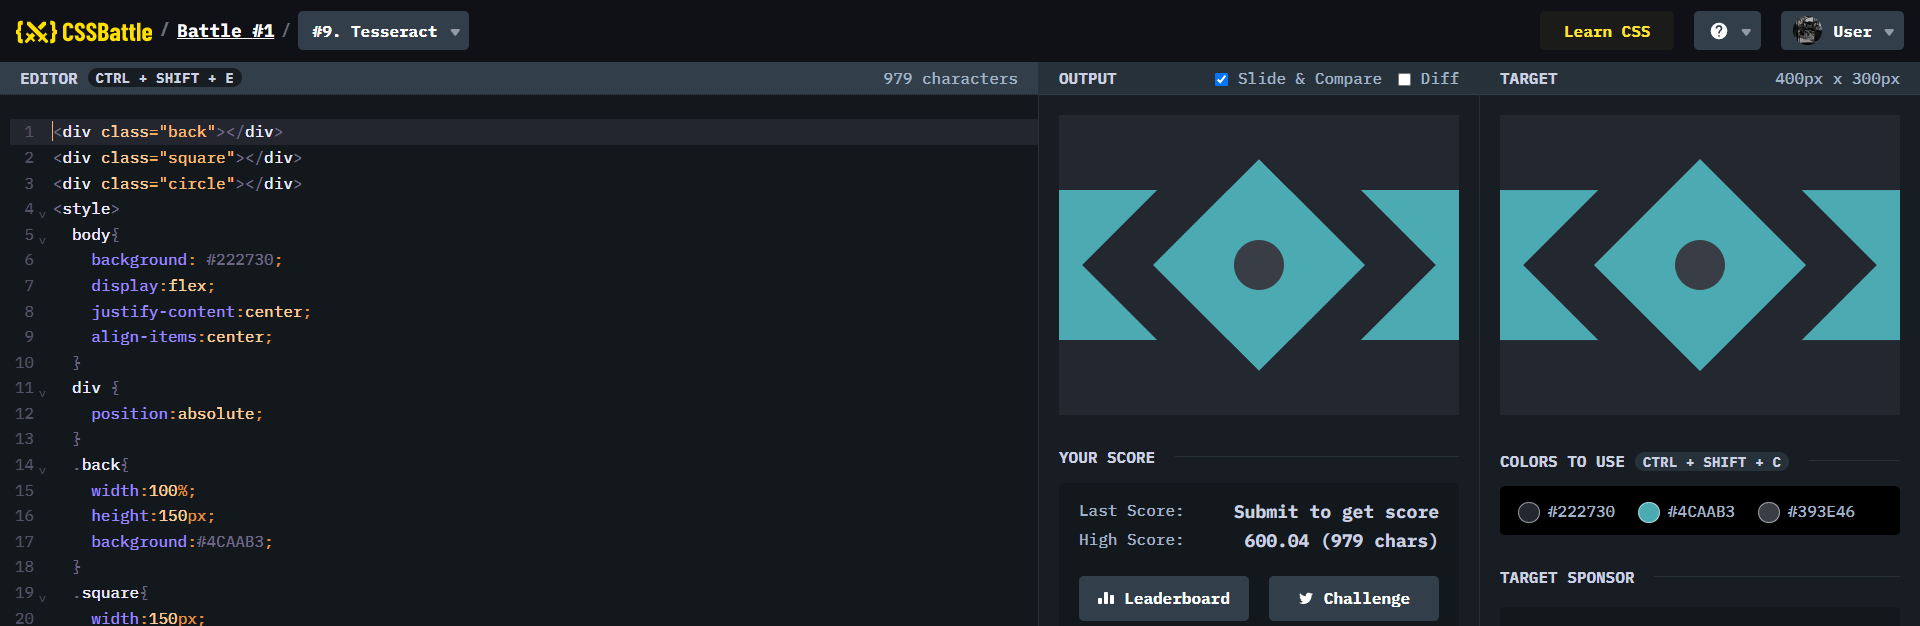 CSSBattle / Battle #1 / #9. Tesseract Learn CSS ? User
EDITOR CTRL + SHIFT + E 979 characters
1 <div class="back"></div>
2 <div class="square"></div>
3 <div class="circle"></div>
4 <style>
5 body{
6 background: #222730;
7 display:flex;
8 justify-content:center;
9 align-items:center;
10 }
11 div {
12 position:absolute;
13 }
14 .back{
15 width:100%;
16 height:150px;
17 background:#4CAAB3;
18 }
19 .square{
20 width:150px;
OUTPUT Slide & Compare Diff
YOUR SCORE
Last Score: Submit to get score
High Score: 600.04 (979 chars)
Leaderboard Challenge
TARGET 400px x 300px
COLORS TO USE CTRL + SHIFT + C
#222730 #4CAAB3 #393E46
TARGET SPONSOR